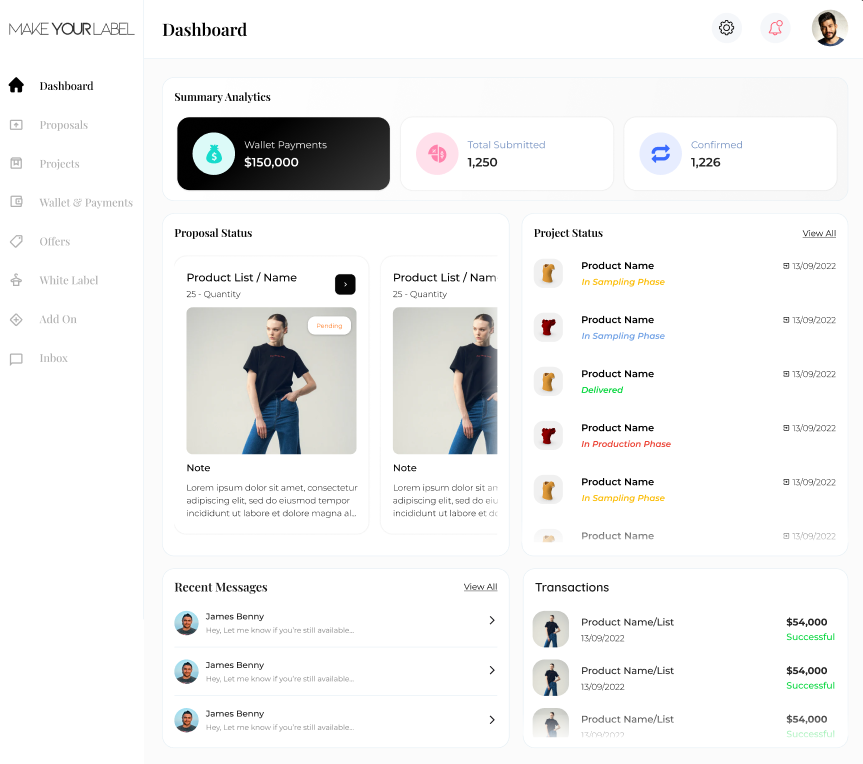 MAKE YOUR LABEL
Dashboard
Dashboard
Proposals
Projects
Wallet & Payments
Offers
White Label
Add On
Inbox
Summary Analytics
Wallet Payments
$150,000
Total Submitted
1,250
Confirmed
1,226
Proposal Status
Product List / Name
25 - Quantity
Pending
Note
Lorem ipsum dolor sit amet, consectetur
adipiscing elit, sed do eiusmod tempor
incididunt ut labore et dolore magna al...
Product List / Nam
25 - Quantity
Note
Lorem ipsum dolor sit an
adipiscing elit, sed do eiu
incididunt ut labore et dc
Project Status
View All
Product Name
13/09/2022
In Sampling Phase
Product Name
13/09/2022
In Sampling Phase
Product Name
13/09/2022
Delivered
Product Name
13/09/2022
In Production Phase
Product Name
13/09/2022
In Sampling Phase
Product Name
13/09/2022
Recent Messages
View All
James Benny
Hey, Let me know if you're still available...
James Benny
Hey, Let me know if you're still available...
James Benny
Hey, Let me know if you're still available...
Transactions
Product Name/List
$54,000
13/09/2022
Successful
Product Name/List
$54,000
13/09/2022
Successful
Product Name/List
$54,000
13/09/2022
Successful